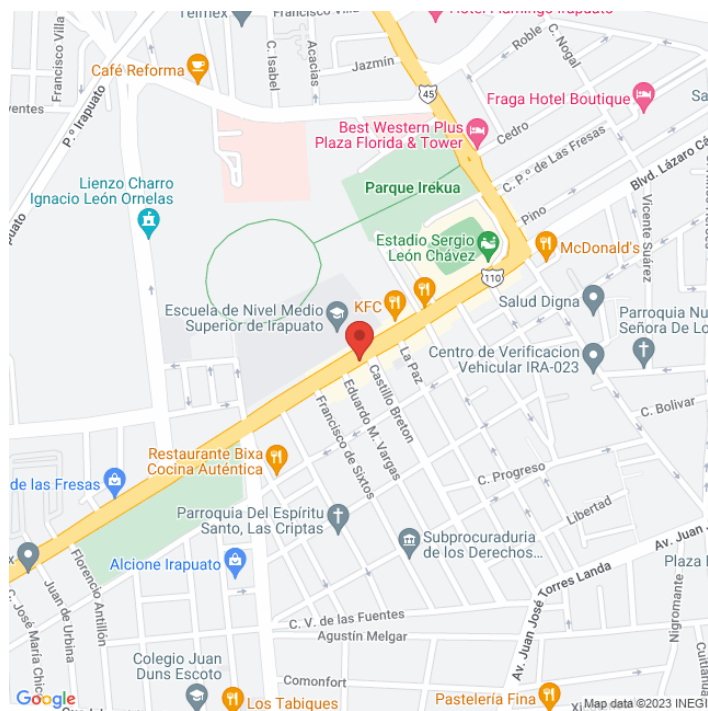 Telmex
Francisco Villa
Hotel Flamingo Irapuato
Francisco Villa
C. Isabel
Acacias
Roble
C. Nogal
Jazmín
Café Reforma
45
Fraga Hotel Boutique
P.º Irapuato
Best Western Plus
Plaza Florida & Tower
Cedro
C. P.º de Las Fresas
Blvd. Lázaro Cá
Lienzo Charro
Ignacio León Ornelas
Parque Irekua
Pino
Vicente Suárez
Estadio Sergio
León Chávez
McDonald's
110
Salud Digna
Escuela de Nivel Medio
Superior de Irapuato
KFC
Parroquia Nu
Señora De Lo
La Paz
Centro de Verificacion
Vehicular IRA-023
Castillo Breton
Eduardo M. Vargas
Francisco de Sixtos
C. Bolivar
Restaurante Bixa
Cocina Auténtica
de las Fresas
C. Progreso
Libertad
Parroquia Del Espíritu
Santo, Las Criptas
Subprocuraduria
de los Derechos...
Av. Juan J
Alcione Irapuato
Plaza
Florencio Antillón
Juan de Urbina
C. José María Chic
C. V. de las Fuentes
Agustín Melgar
Av. Juan José Torres Landa
Nigromante
Colegio Juan
Duns Escoto
Comonfort
Los Tabiques
Pastelería Fina
Google
Map data ©2023 INEGI